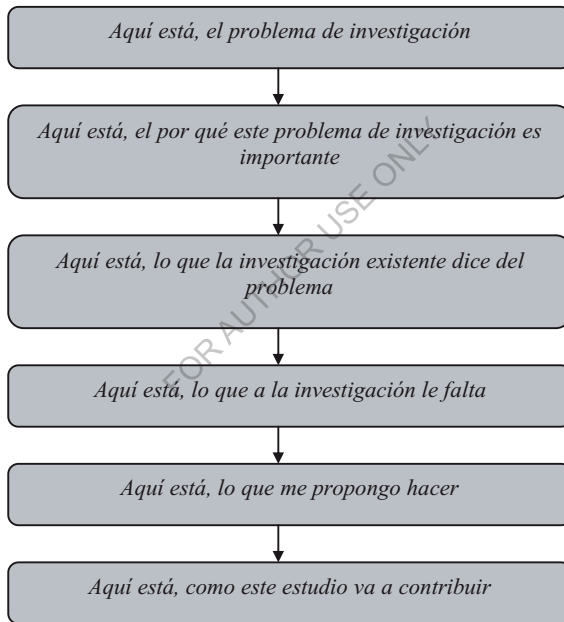 Aquí está, el problema de investigación
Aquí está, el por qué este problema de investigación es
importante
Aquí está, lo que la investigación existente dice del
problema
Aquí está, lo que a la investigación le falta
Aquí está, lo que me propongo hacer
Aquí está, como este estudio va a contribuir
FOR AUTHOR USE ONLY